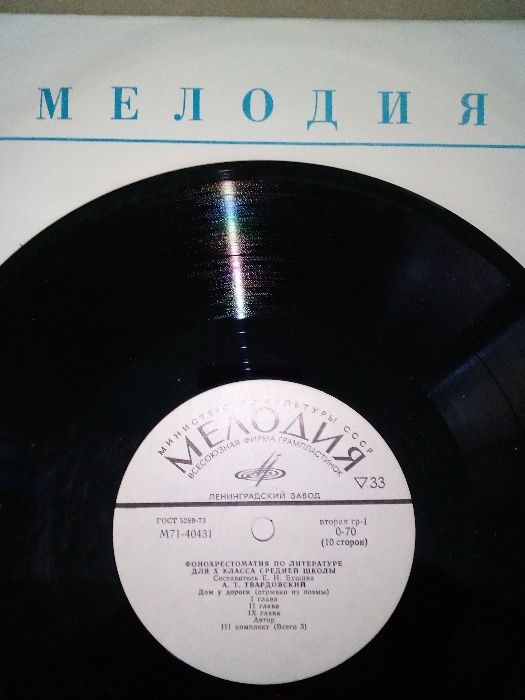 МЕЛОДИЯ
МИНИСТЕРСТВО КУЛЬТУРЫ СССР
МЕЛОДИЯ
ВСЕСОЮЗНАЯ ФИРМА ГРАМПЛАСТИНОК
▽33
ЛЕНИНГРАДСКИЙ ЗАВОД
ГОСТ 5289-73
М71-40431
вторая гр-1
0-70
(10 сторон)
ФОНОХРЕСТОМАТИЯ ПО ЛИТЕРАТУРЕ
ДЛЯ X КЛАССА СРЕДНЕЙ ШКОЛЫ
Составитель Е. И. Бушина
А. Т. ТВАРДОВСКИЙ
Дом у дороги (отрывки из поэмы)
I глава
II глава
IX глава
Автор
III комплект (Всего 3)